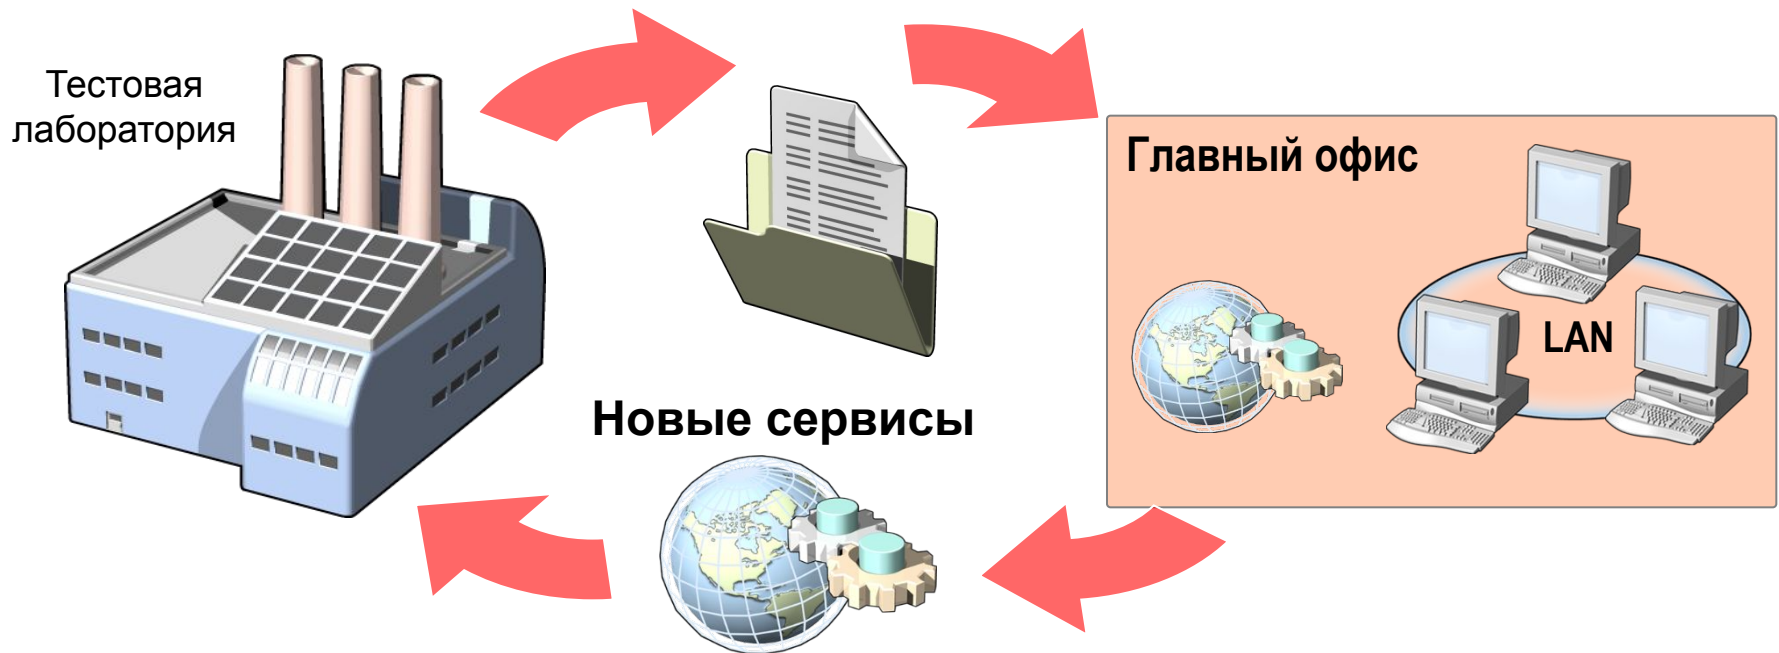 Тестовая
лаборатория
Главный офис
LAN
Новые сервисы